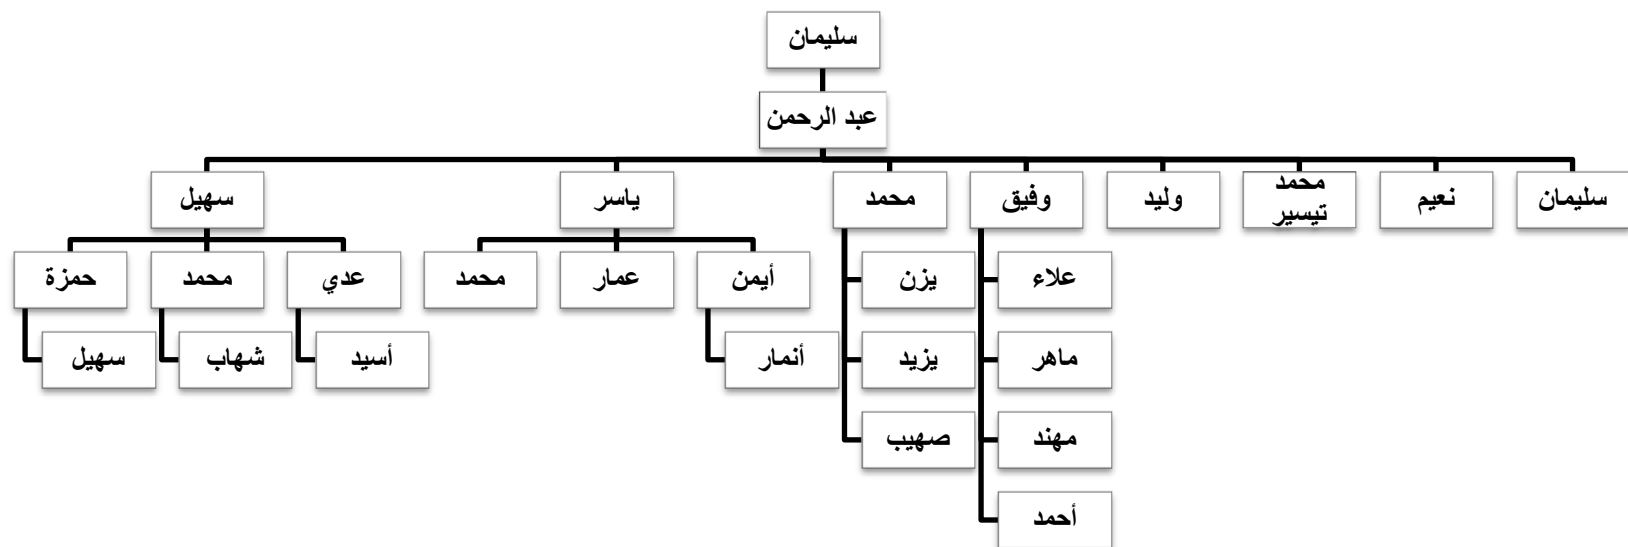 سليمان
عبد الرحمن
سليمان
نعيم
محمد
تيسير
وليد
وفيق
محمد
ياسر
سهيل
علاء
يزن
أيمن
عمار
محمد
عدي
محمد
حمزة
ماهر
يزيد
أنمار
أسيد
شهاب
سهيل
مهند
صهيب
أحمد